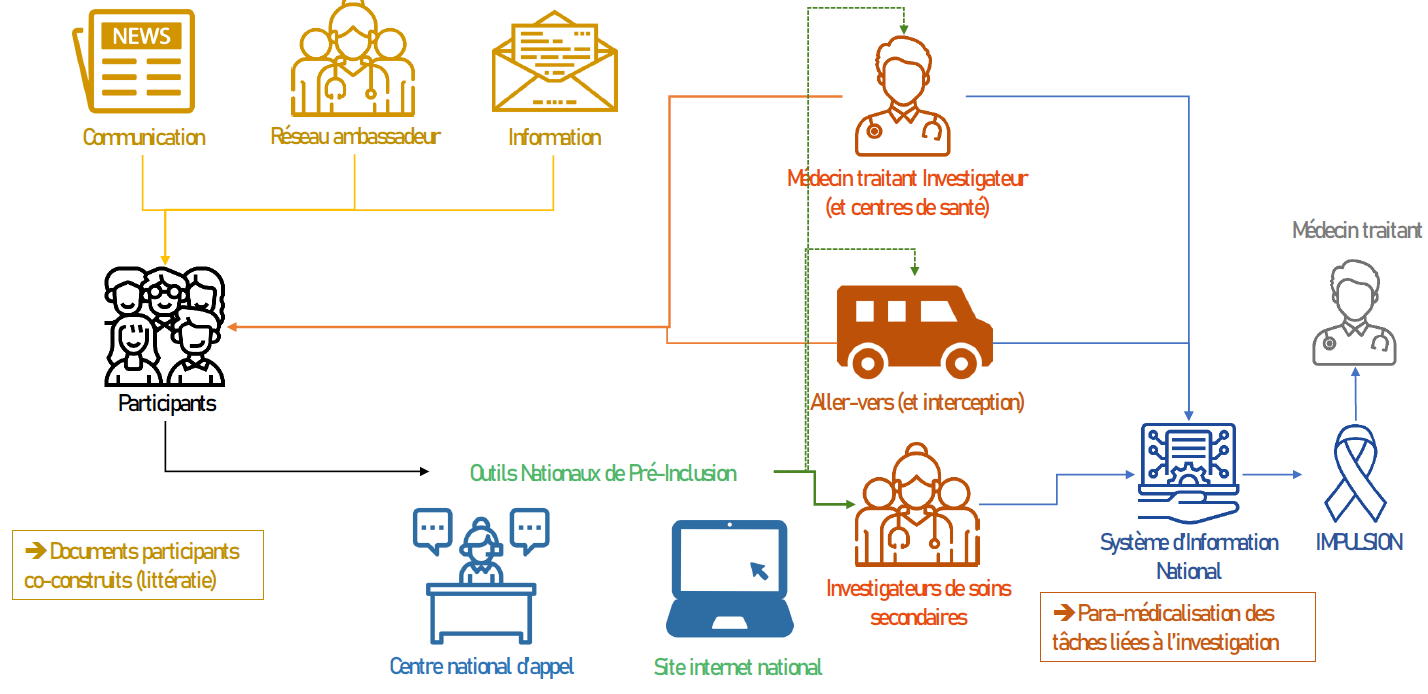 NEWS
Communication
Réseau ambassadeur
Information
Médecin traitant Investigateur
(et centres de santé)
Médecin traitant
Aller-vers (et interception)
Participants
Outils Nationaux de Pré-Inclusion
➔ Documents participants
co-construits (littératie)
Centre national d'appel
Site internet national
Investigateurs de soins
secondaires
Système d'Information
National
IMPULSION
➔ Para-médicalisation des
tâches liées à l'investigation